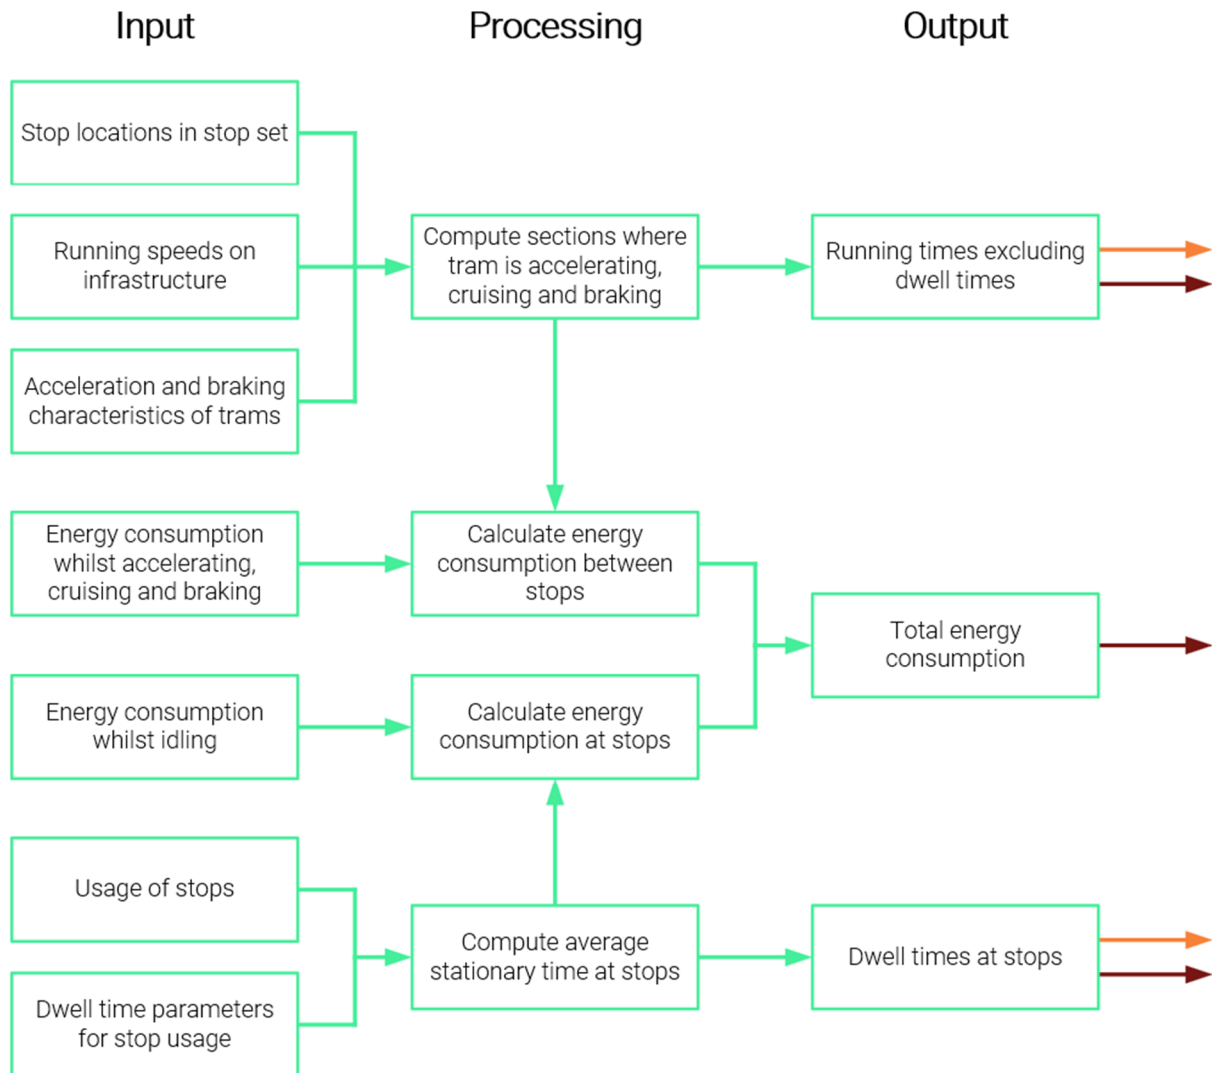 Input
Processing
Output
Stop locations in stop set
Running speeds on
infrastructure
Compute sections where
tram is accelerating,
cruising and braking
Running times excluding
dwell times
Acceleration and braking
characteristics of trams
Energy consumption
whilst accelerating,
cruising and braking
Calculate energy
consumption between
stops
Total energy
consumption
Energy consumption
whilst idling
Calculate energy
consumption at stops
Usage of stops
Compute average
stationary time at stops
Dwell times at stops
Dwell time parameters
for stop usage